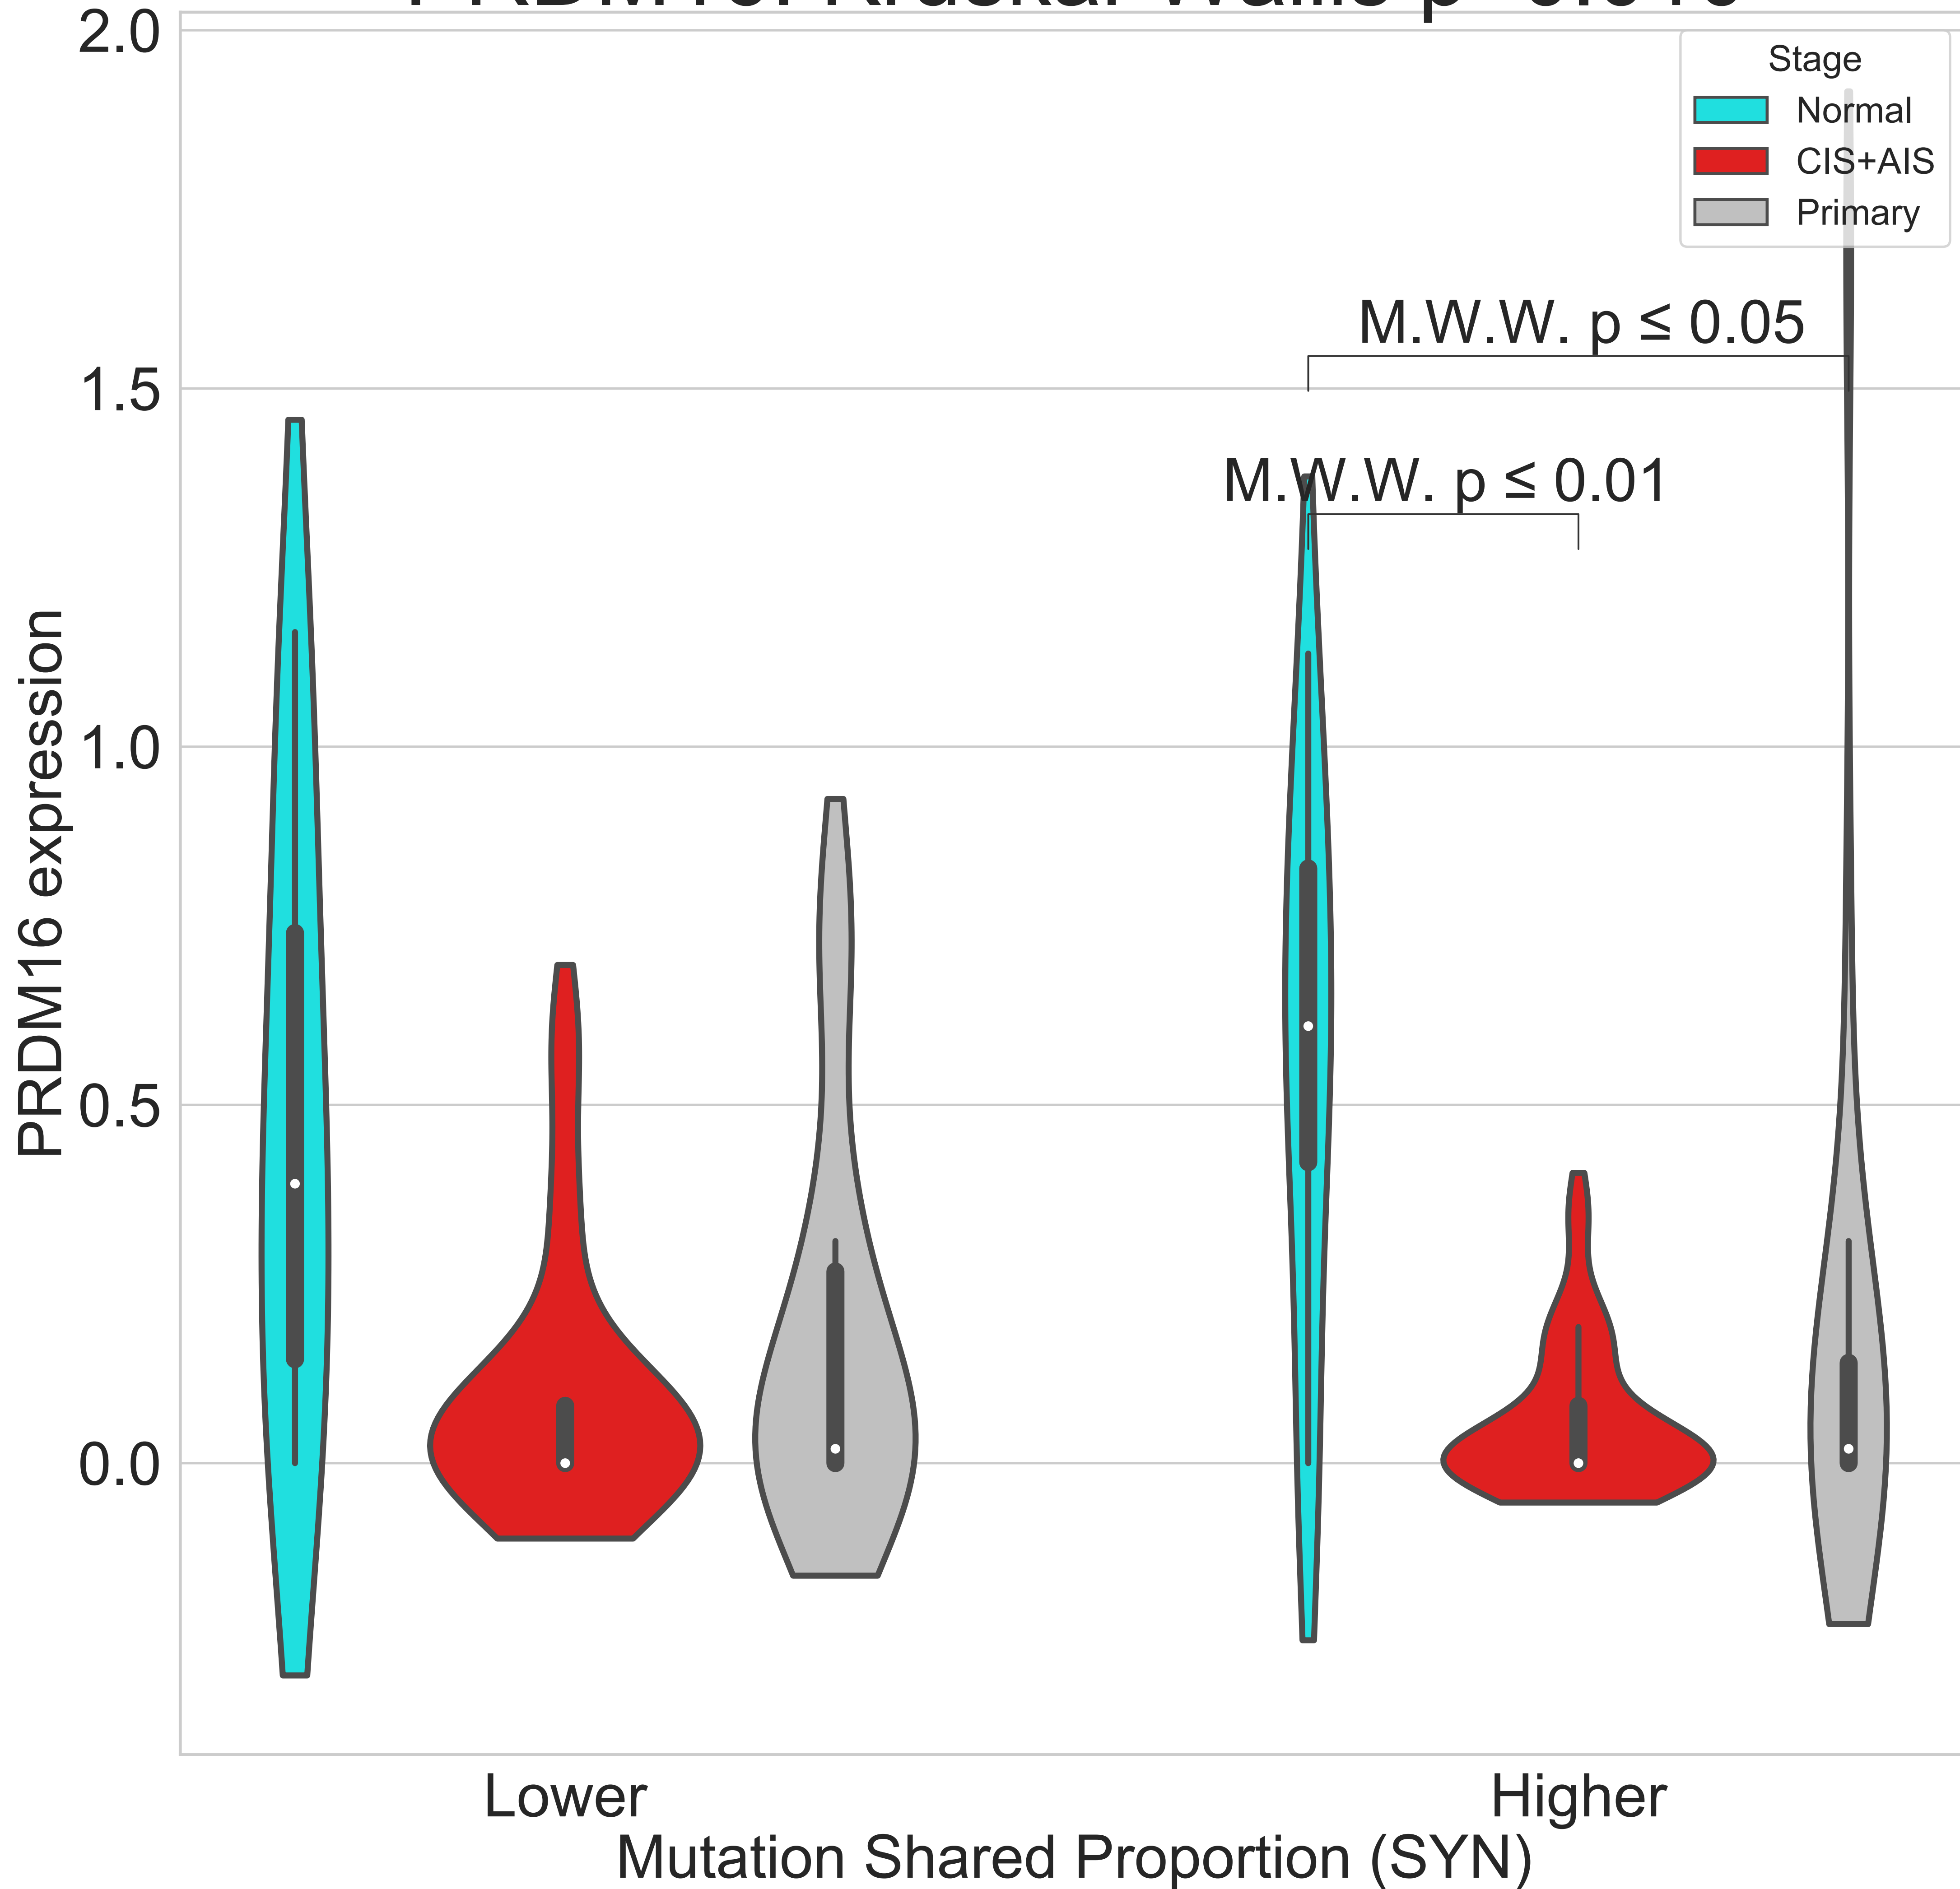 2.0
Stage
Normal
CIS+AIS
Primary
M.W.W. p ≤ 0.05
1.5
M.W.W. p ≤ 0.01
1.0
PRDM16 expression
0.5
0.0
Lower
Higher
Mutation Shared Proportion (SYN)